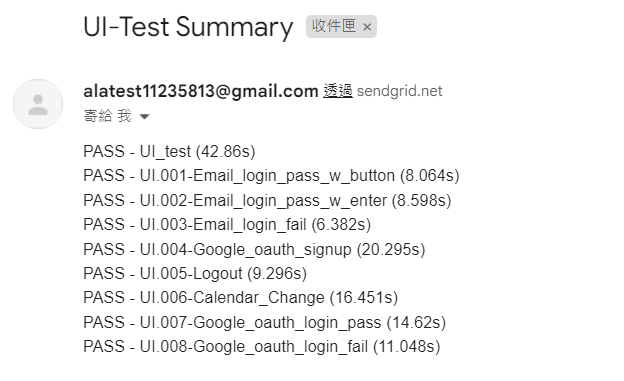 UI-Test Summary 收件匣 ×
alatest11235813@gmail.com 透過 sendgrid.net
寄給 我
PASS - UI_test (42.86s)
PASS - UI.001-Email_login_pass_w_button (8.064s)
PASS - UI.002-Email_login_pass_w_enter (8.598s)
PASS - UI.003-Email_login_fail (6.382s)
PASS - UI.004-Google_oauth_signup (20.295s)
PASS - UI.005-Logout (9.296s)
PASS - UI.006-Calendar_Change (16.451s)
PASS - UI.007-Google_oauth_login_pass (14.62s)
PASS - UI.008-Google_oauth_login_fail (11.048s)